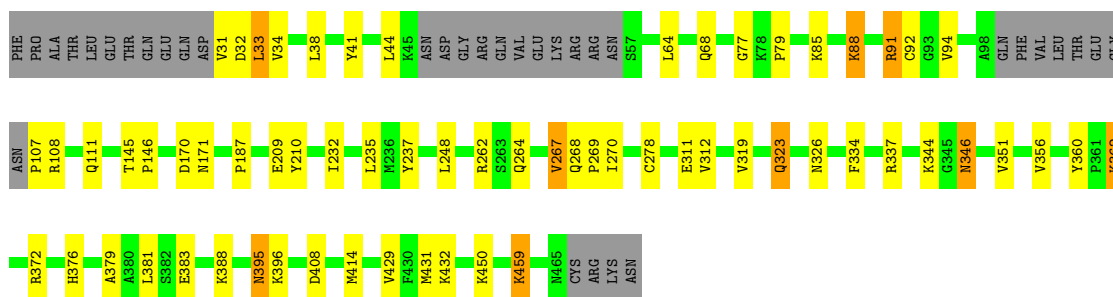 PHE PRO ALA THR LEU GLU THR GLN GLU GLU GLN ASP V31 D32 L33 V34 L38 Y41 L44 K45 ASN ASP GLY ARG GLN VAL GLU LYS ARG ARG ASN S57 L64 Q68 G77 K78 P79 K85 K88 R91 C92 G93 V94 A98 GLN PHE VAL LEU THR GLU
ASN P107 R108 Q111 T145 P146 D170 N171 P187 E209 Y210 I232 L235 M236 Y237 L248 R262 S263 Q264 V267 Q268 P269 I270 C278 E311 V312 V319 Q323 N326 F334 R337 K344 G345 N346 V351 V356 Y360 P361
R372 H376 A379 A380 L381 S382 E383 K388 N395 K396 D408 M414 V429 F430 M431 K432 K450 K459 N465 CYS ARG LYS ASN